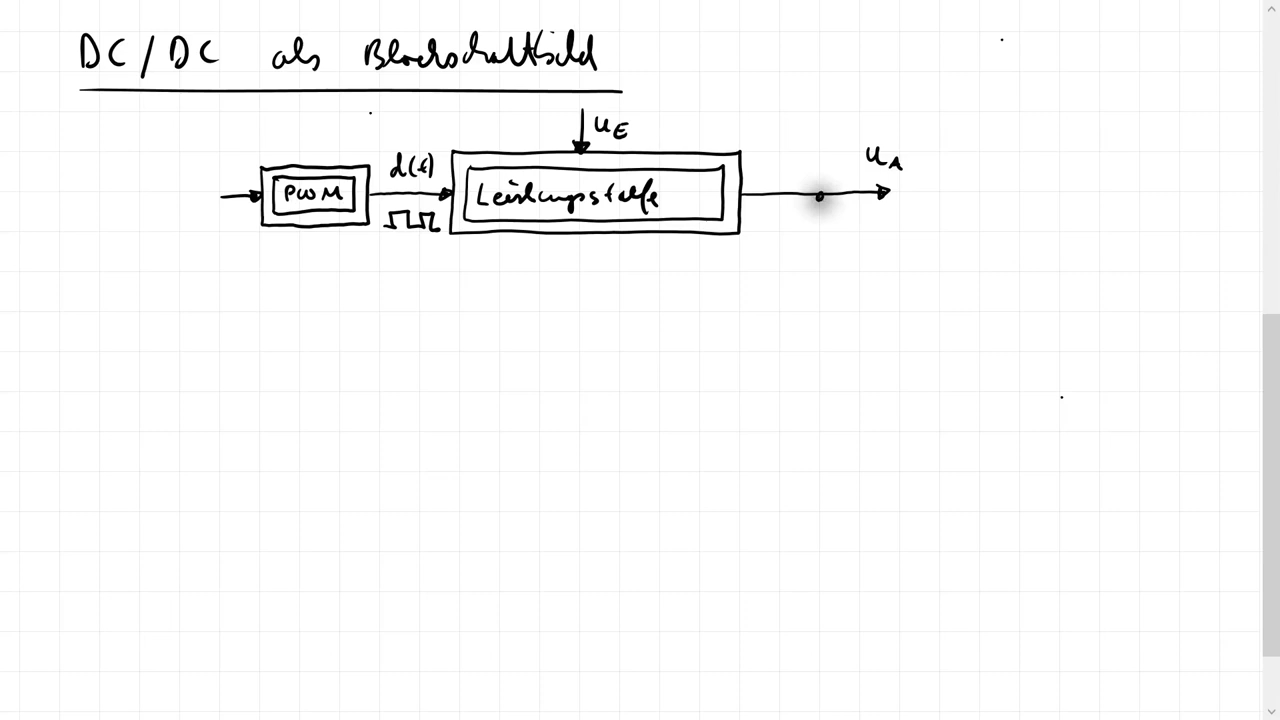 DC/DC als Blockschaltbild
u_E
u_A
d(t)
PWM
Leistungsstufe